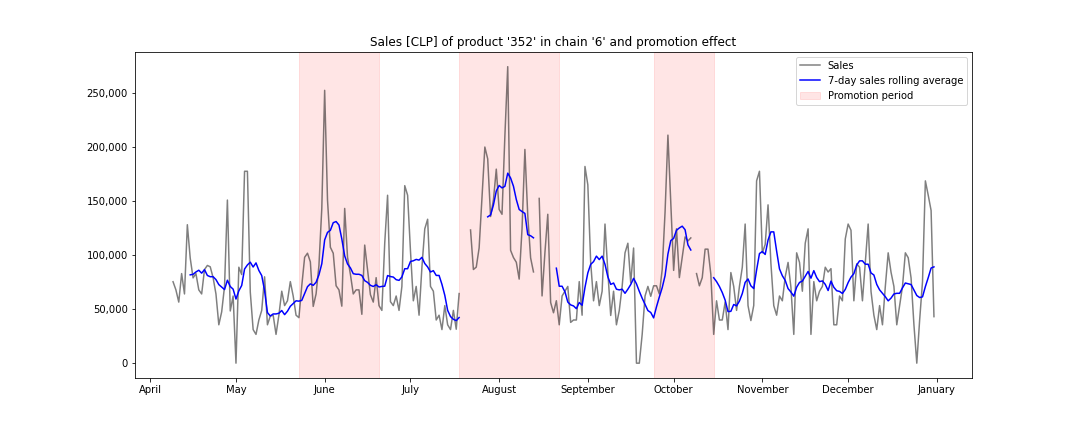 Sales [CLP] of product '352' in chain '6' and promotion effect
Sales
7-day sales rolling average
Promotion period
250,000
200,000
150,000
100,000
50,000
0
April May June July August September October November December January